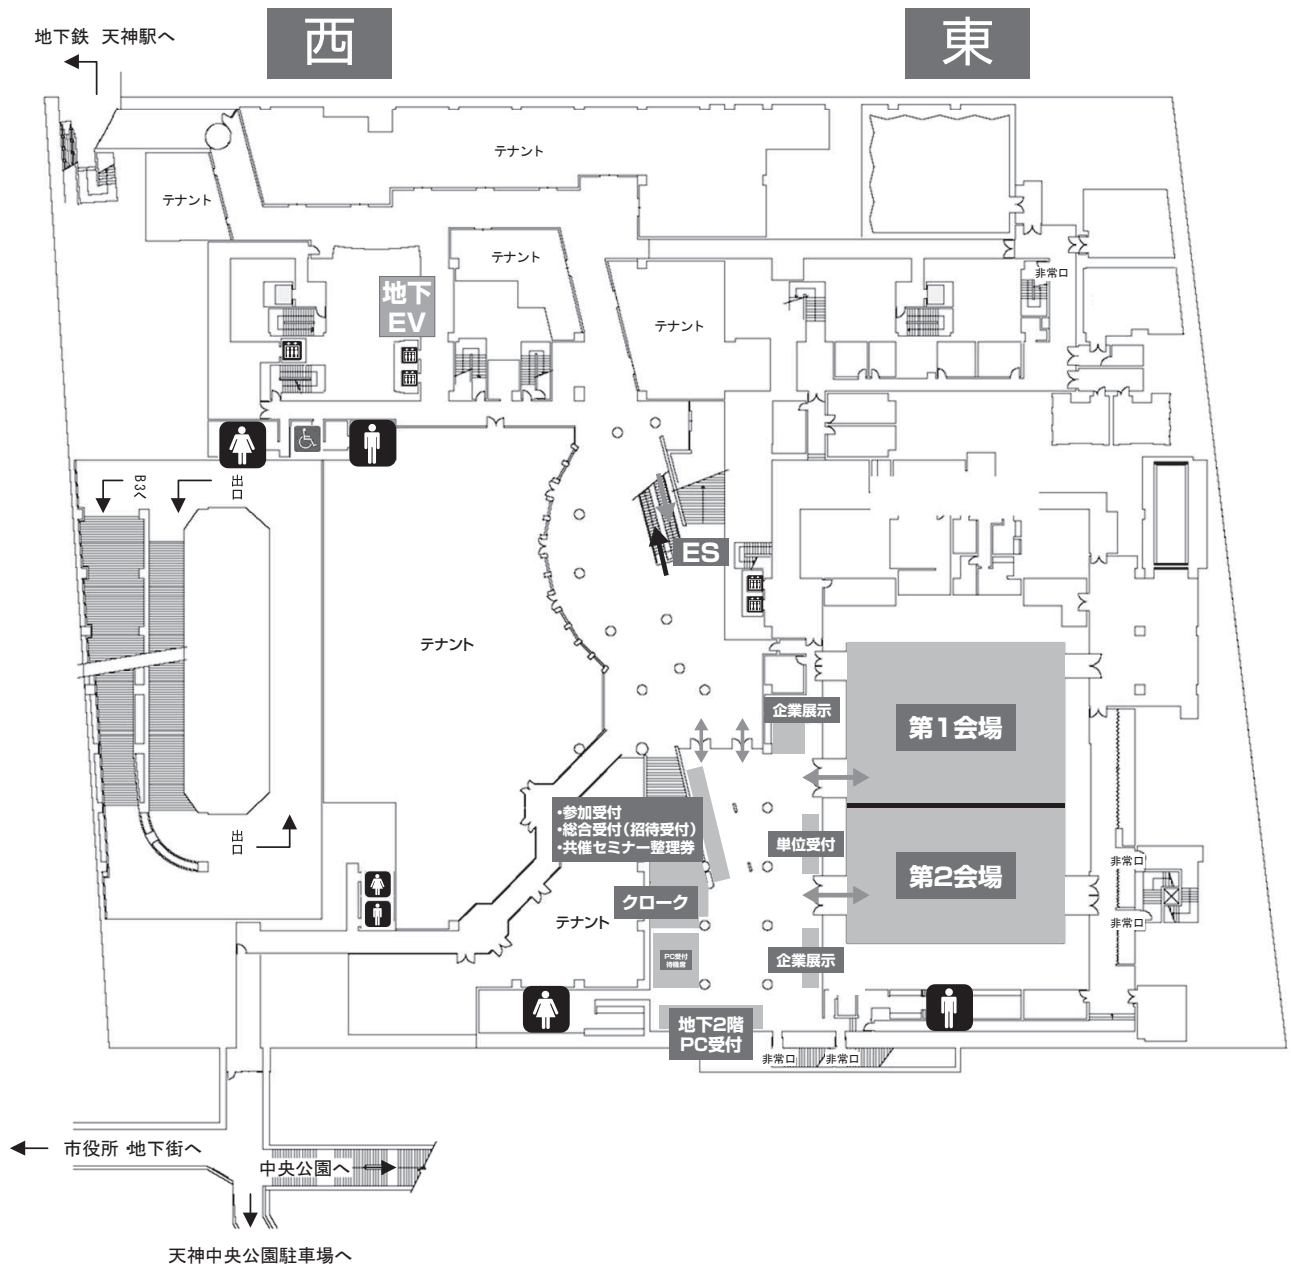 西
東
地下鉄 天神駅へ
テナント
テナント
テナント
非常口
地下
EV
テナント
B3へ
出口
ES
テナント
企業展示
第1会場
・参加受付
・総合受付（招待受付）
・共催セミナー整理券
単位受付
出口
第2会場
非常口
クローク
テナント
非常口
PC受付
待機席
企業展示
地下2階
PC受付
非常口
非常口
市役所・地下街へ
中央公園へ
天神中央公園駐車場へ